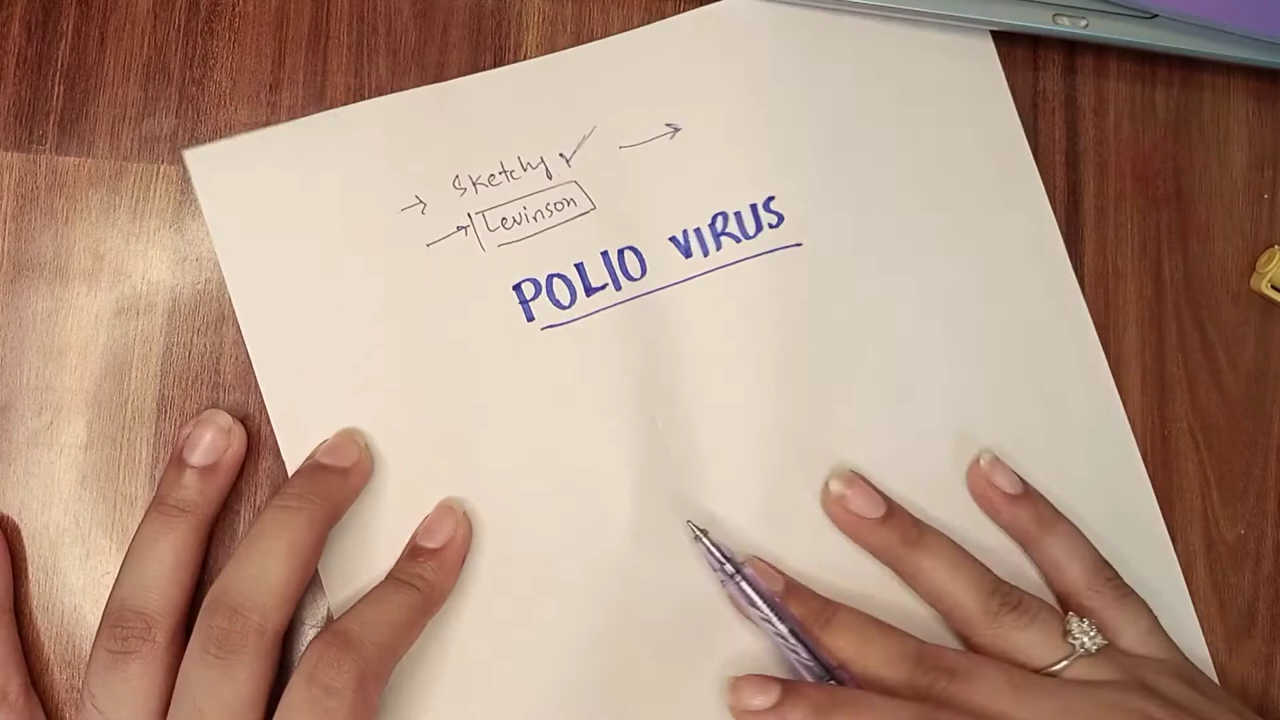 → Sketchy ✓ →
→ Levinson
POLIO VIRUS